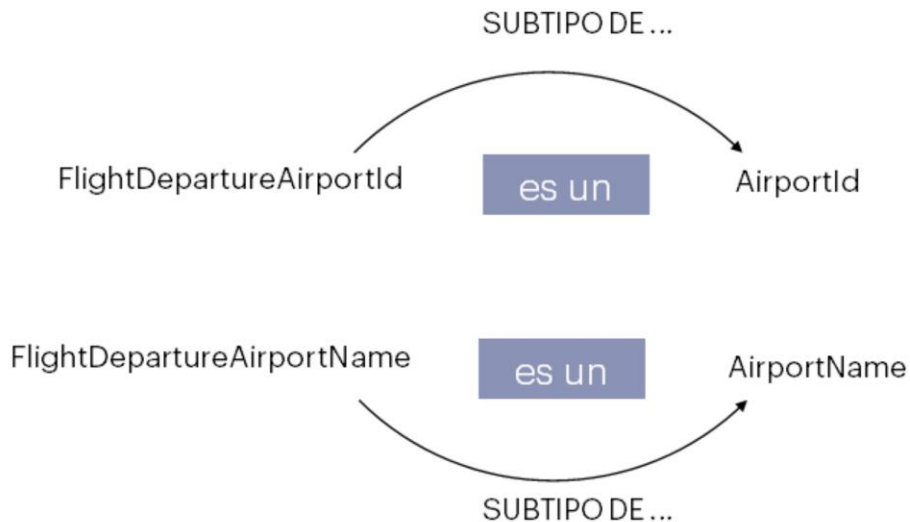 SUBTIPO DE...
FlightDepartureAirportId
es un
AirportId
FlightDepartureAirportName
es un
AirportName
SUBTIPO DE...